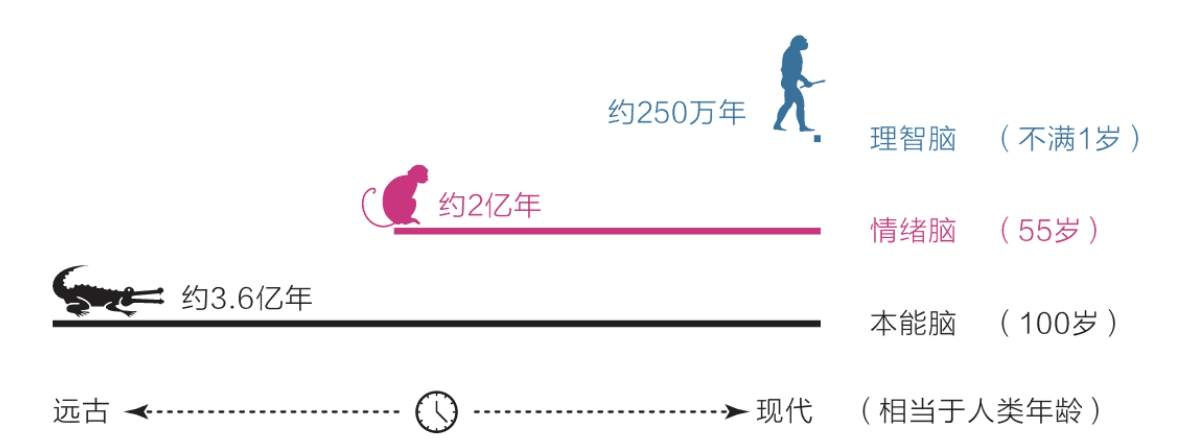 约250万年
理智脑 （不满1岁）
约2亿年
情绪脑 （55岁）
约3.6亿年
本能脑 （100岁）
远古 现代 （相当于人类年龄）